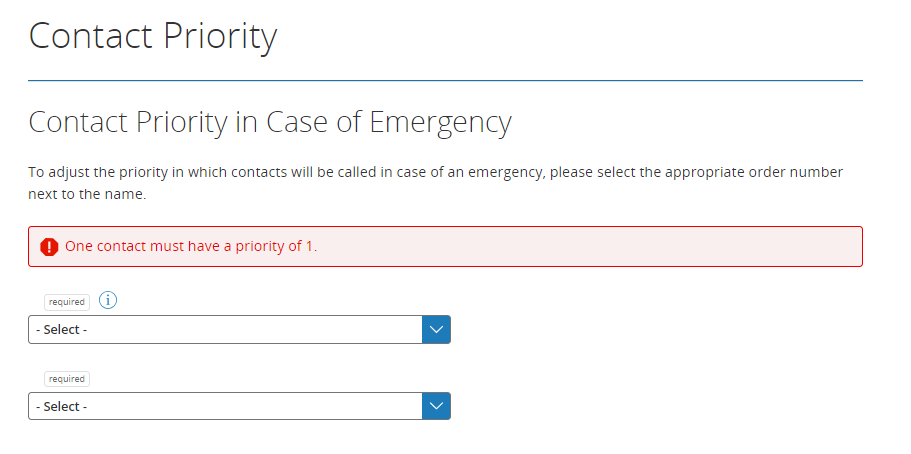 Contact Priority
Contact Priority in Case of Emergency
To adjust the priority in which contacts will be called in case of an emergency, please select the appropriate order number
next to the name.
One contact must have a priority of 1.
required
- Select -
required
- Select -